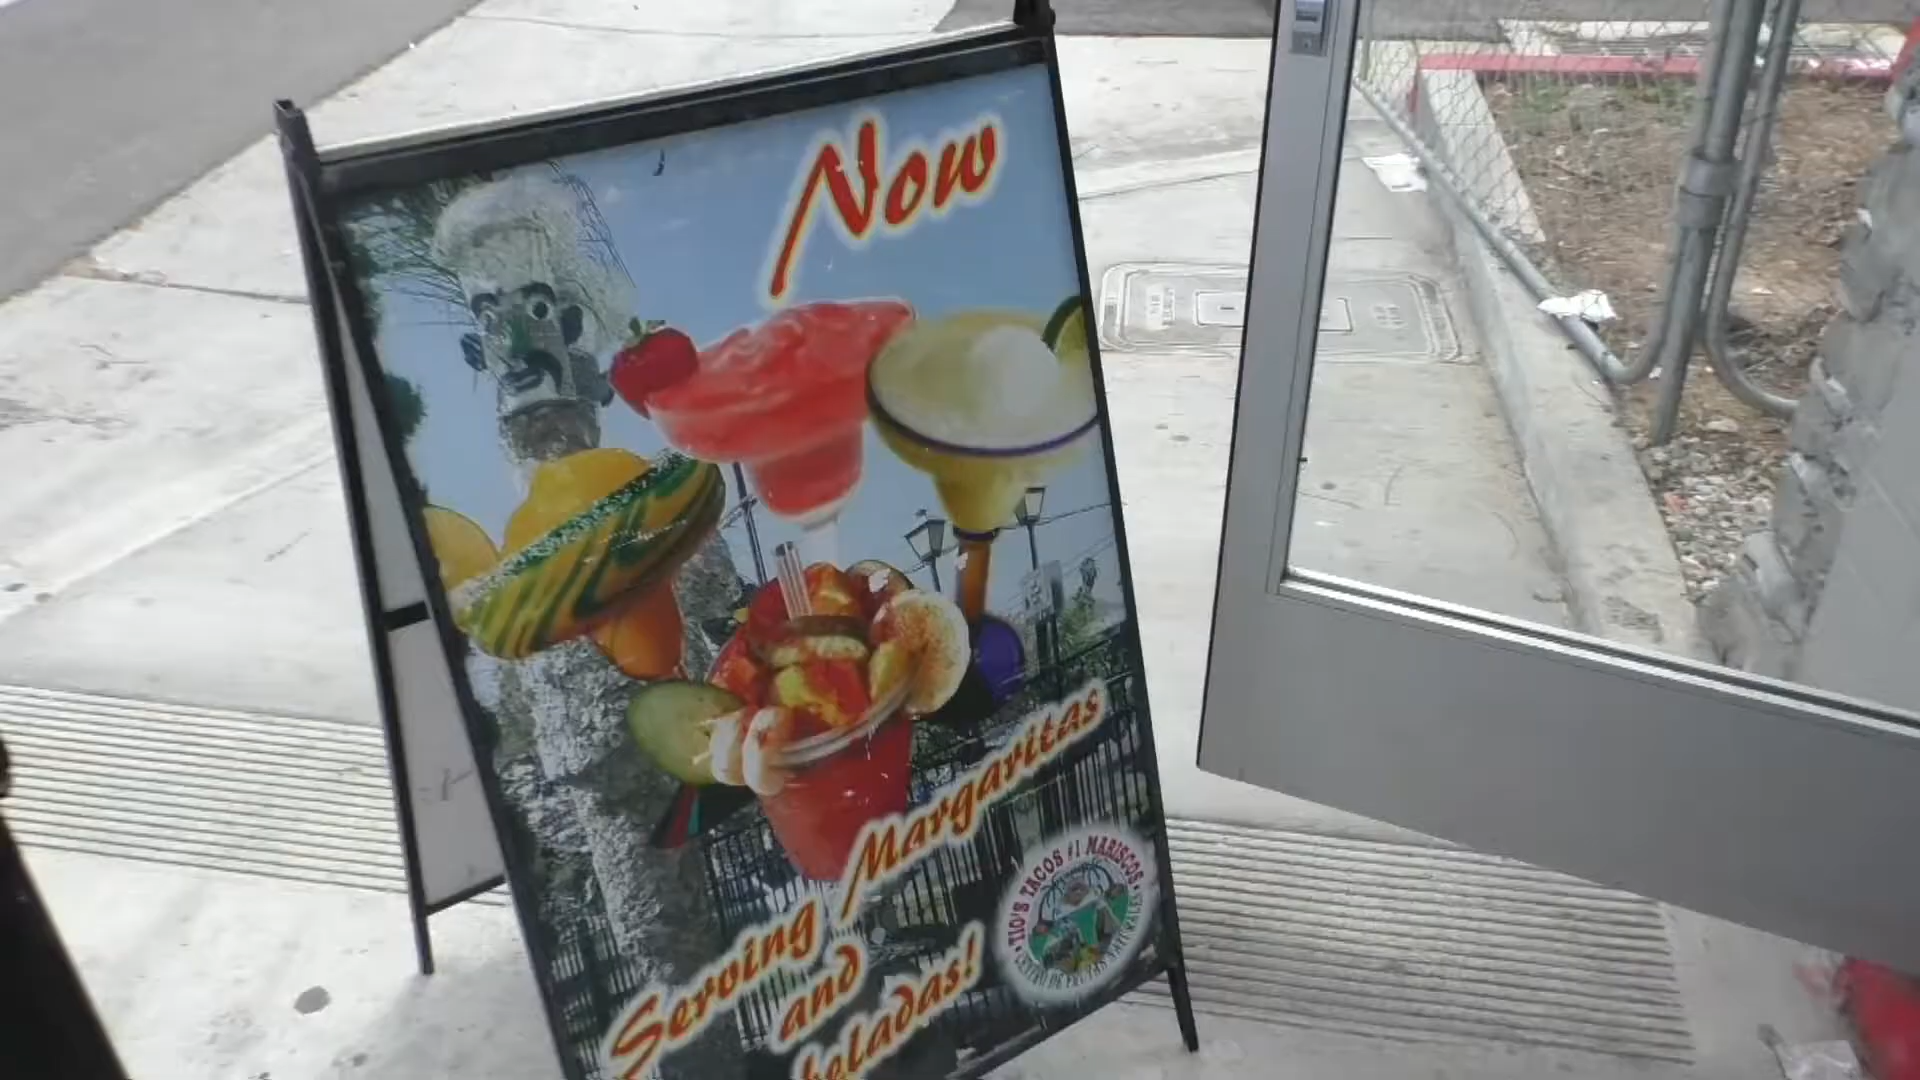 Now
Serving Margaritas
and
heladas!
TIO'S TACOS #1 MARISCOS